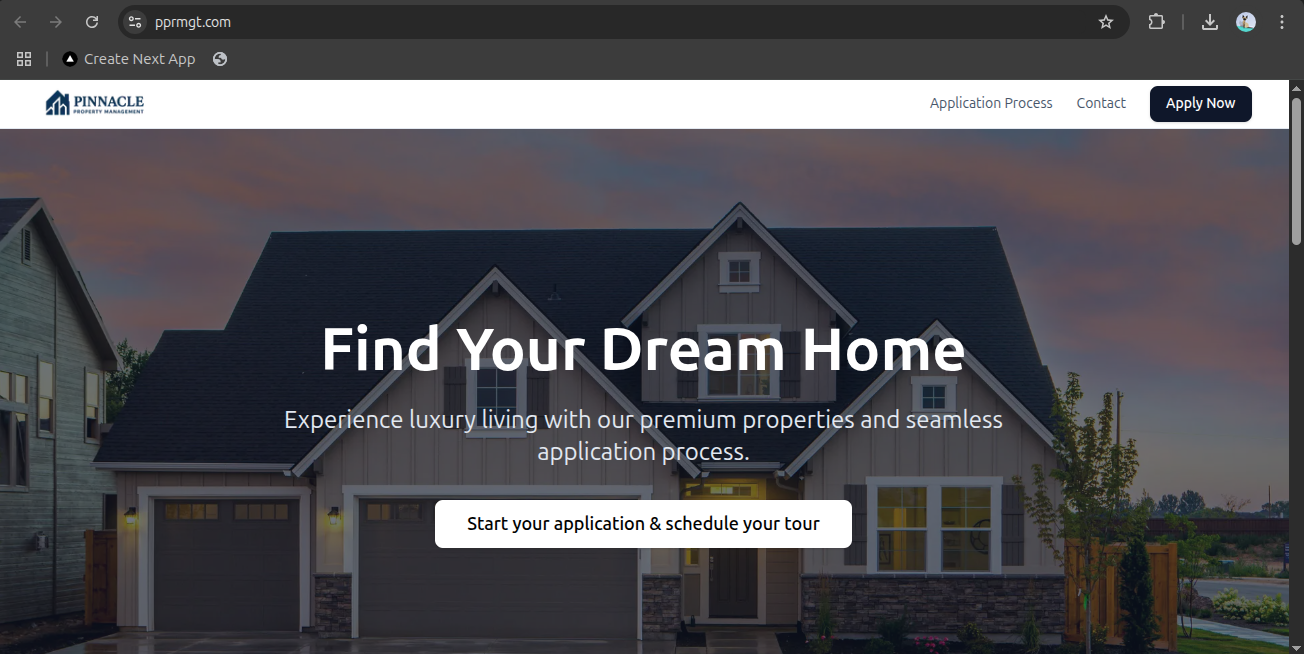 pprmgt.com
Create Next App
PINNACLE
PROPERTY MANAGEMENT
Application Process
Contact
Apply Now
Find Your Dream Home
Experience luxury living with our premium properties and seamless
application process.
Start your application & schedule your tour